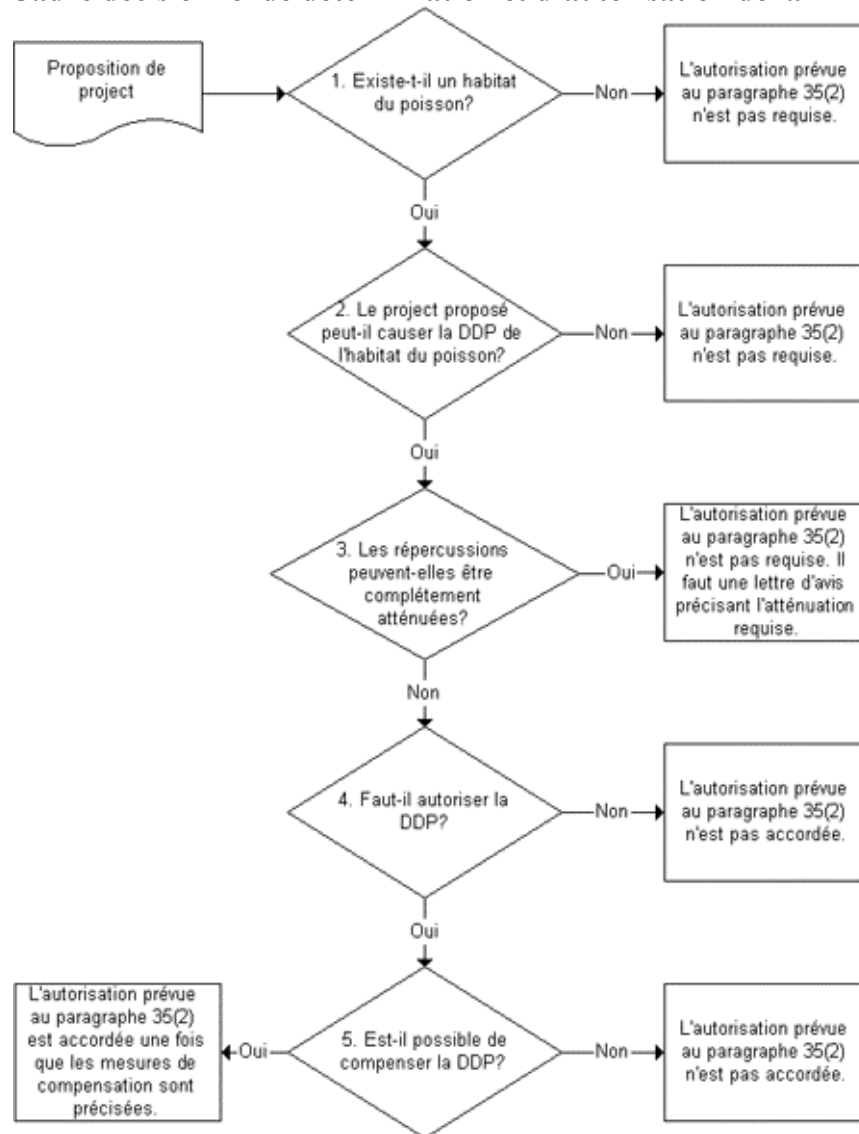 Proposition de
project
1. Existe-t-il un habitat
du poisson?
Non
L'autorisation prévue
au paragraphe 35(2)
n'est pas requise.
Oui
2. Le project proposé
peut-il causer la DDP de
l'habitat du poisson?
Non
L'autorisation prévue
au paragraphe 35(2)
n'est pas requise.
Oui
3. Les répercussions
peuvent-elles être
complétement
atténuées?
Oui
L'autorisation prévue
au paragraphe 35(2)
n'est pas requise. Il
faut une lettre d'avis
précisant l'atténuation
requise.
Non
4. Faut-il autoriser la
DDP?
Non
L'autorisation prévue
au paragraphe 35(2)
n'est pas accordée.
Oui
5. Est-il possible de
compenser la DDP?
Oui
L'autorisation prévue
au paragraphe 35(2)
est accordée une fois
que les mesures de
compensation sont
précisées.
Non
L'autorisation prévue
au paragraphe 35(2)
n'est pas accordée.